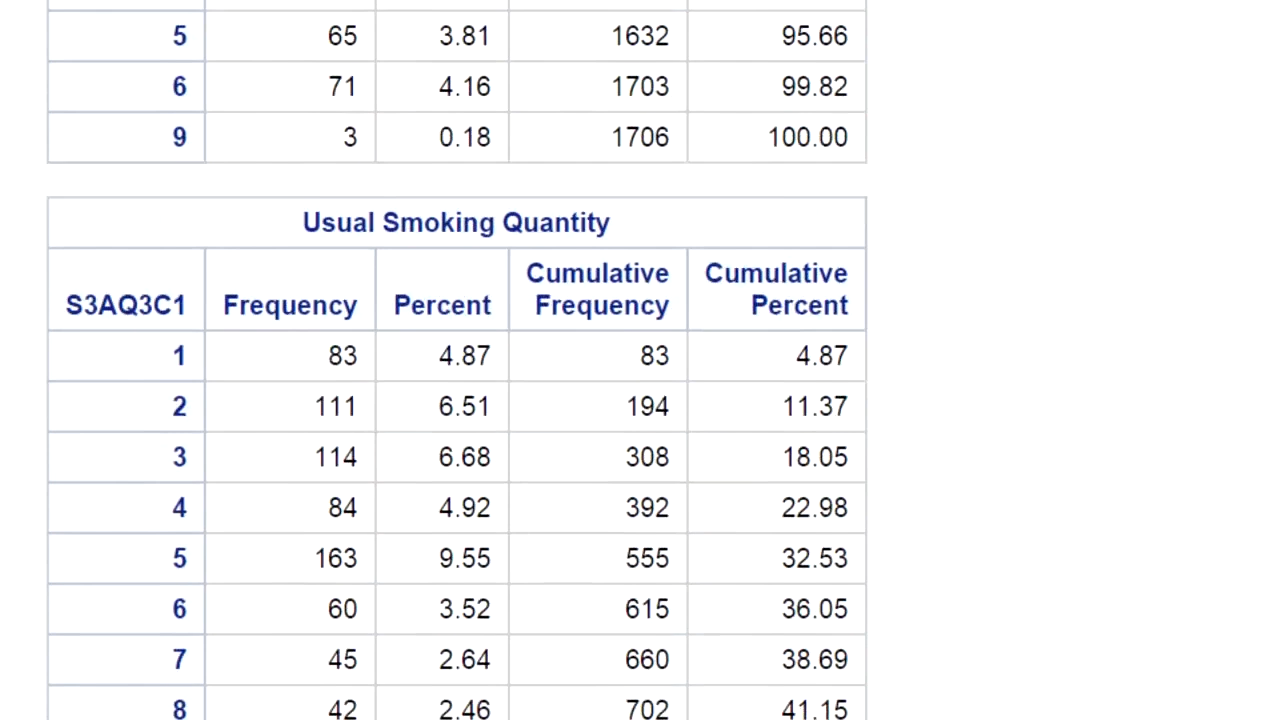 5 65 3.81 1632 95.66
6 71 4.16 1703 99.82
9 3 0.18 1706 100.00
Usual Smoking Quantity
S3AQ3C1 Frequency Percent Cumulative Frequency Cumulative Percent
1 83 4.87 83 4.87
2 111 6.51 194 11.37
3 114 6.68 308 18.05
4 84 4.92 392 22.98
5 163 9.55 555 32.53
6 60 3.52 615 36.05
7 45 2.64 660 38.69
8 42 2.46 702 41.15